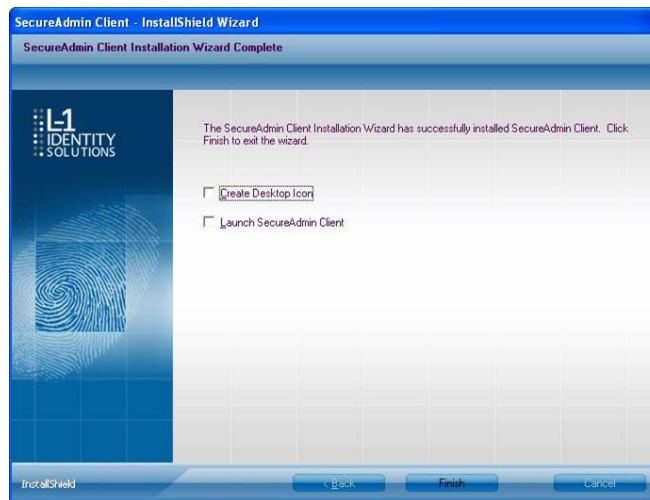 SecureAdmin Client - InstallShield Wizard
SecureAdmin Client Installation Wizard Complete
L-1
IDENTITY
SOLUTIONS
The SecureAdmin Client Installation Wizard has successfully installed SecureAdmin Client. Click
Finish to exit the wizard.
Create Desktop Icon
Launch SecureAdmin Client
InstallShield
< Back
Finish
Cancel